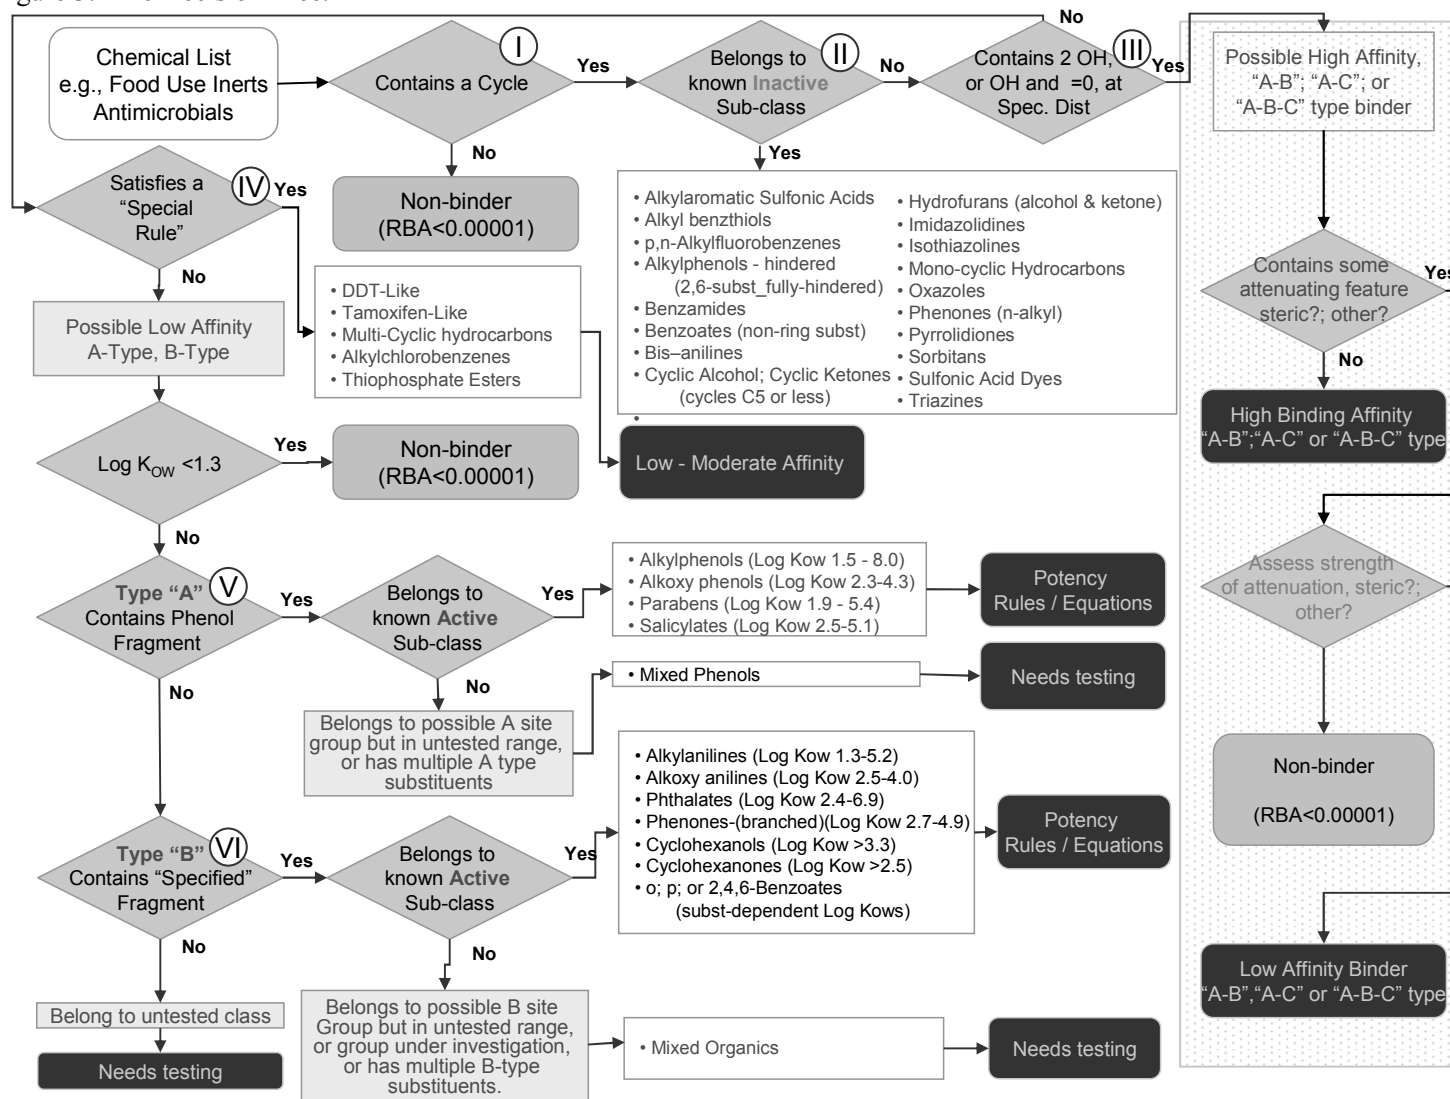 No
Chemical List
e.g., Food Use Inerts
Antimicrobials
I
Contains a Cycle
Yes
II
Belongs to
known Inactive
Sub-class
No
III
Contains 2 OH,
or OH and =0, at
Spec. Dist
Yes
Possible High Affinity,
“A-B”; “A-C”; or
“A-B-C” type binder
No
Non-binder
(RBA<0.00001)
Yes
• Alkylaromatic Sulfonic Acids
• Alkyl benzthiols
• p,n-Alkylfluorobenzenes
• Alkylphenols - hindered
(2,6-subst_fully-hindered)
• Benzamides
• Benzoates (non-ring subst)
• Bis–anilines
• Cyclic Alcohol; Cyclic Ketones
(cycles C5 or less)
•
• Hydrofurans (alcohol & ketone)
• Imidazolidines
• Isothiazolines
• Mono-cyclic Hydrocarbons
• Oxazoles
• Phenones (n-alkyl)
• Pyrrolidiones
• Sorbitans
• Sulfonic Acid Dyes
• Triazines
IV
Satisfies a
“Special
Rule”
Yes
No
• DDT-Like
• Tamoxifen-Like
• Multi-Cyclic hydrocarbons
• Alkylchlorobenzenes
• Thiophosphate Esters
Low - Moderate Affinity
Possible Low Affinity
A-Type, B-Type
Log KOW <1.3
Yes
Non-binder
(RBA<0.00001)
No
Contains some
attenuating feature
steric?; other?
Yes
No
High Binding Affinity
“A-B”;“A-C” or “A-B-C” type
Assess strength
of attenuation, steric?;
other?
Non-binder
(RBA<0.00001)
Low Affinity Binder
“A-B”,“A-C” or “A-B-C” type
V
Type “A”
Contains Phenol
Fragment
Yes
Belongs to
known Active
Sub-class
Yes
• Alkylphenols (Log Kow 1.5 - 8.0)
• Alkoxy phenols (Log Kow 2.3-4.3)
• Parabens (Log Kow 1.9 - 5.4)
• Salicylates (Log Kow 2.5-5.1)
Potency
Rules / Equations
No
No
Belongs to possible A site
group but in untested range,
or has multiple A type
substituents
• Mixed Phenols
Needs testing
VI
Type “B”
Contains “Specified”
Fragment
Yes
Belongs to
known Active
Sub-class
Yes
• Alkylanilines (Log Kow 1.3-5.2)
• Alkoxy anilines (Log Kow 2.5-4.0)
• Phthalates (Log Kow 2.4-6.9)
• Phenones-(branched)(Log Kow 2.7-4.9)
• Cyclohexanols (Log Kow >3.3)
• Cyclohexanones (Log Kow >2.5)
• o; p; or 2,4,6-Benzoates
(subst-dependent Log Kows)
Potency
Rules / Equations
No
No
Belong to untested class
Needs testing
Belongs to possible B site
Group but in untested range,
or group under investigation,
or has multiple B-type
substituents.
• Mixed Organics
Needs testing